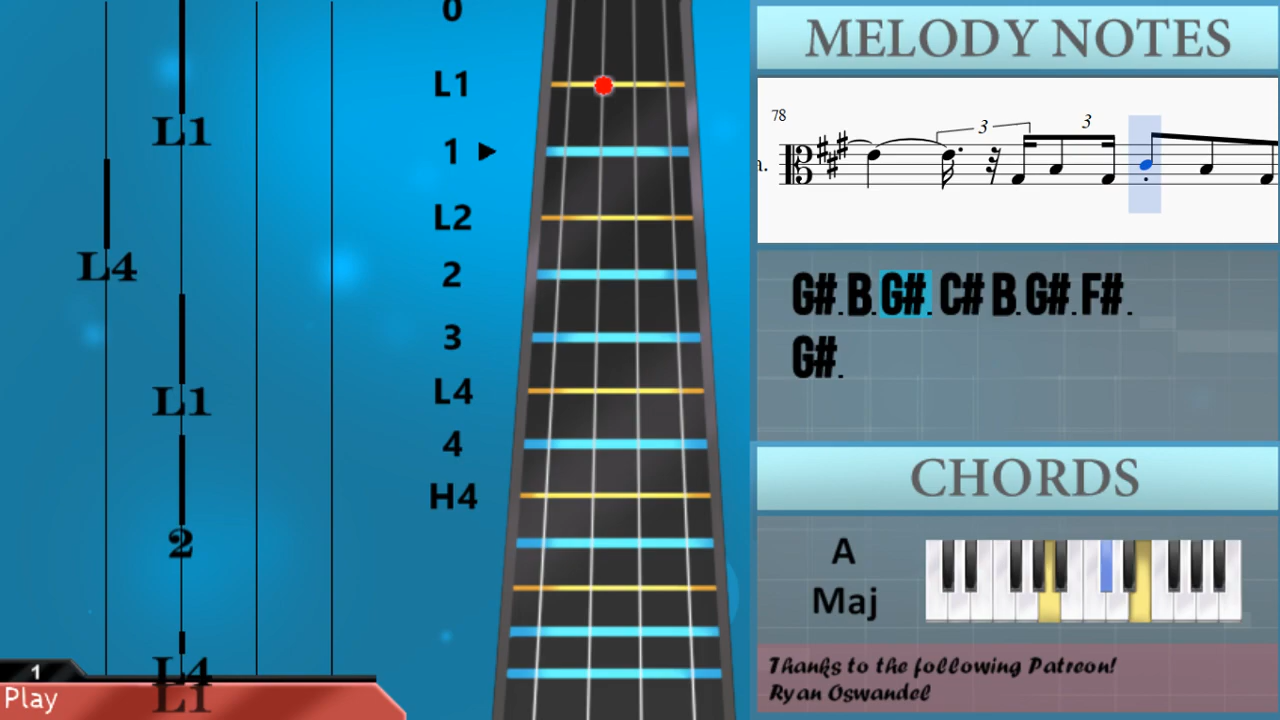 L1
L4
L1
2
L4
L1
1
Play
0
L1
1
L2
2
3
L4
4
H4
MELODY NOTES
78
3
3
a.
G#.B.G#.C# B.G#.F#.
G#.
CHORDS
A
Maj
Thanks to the following Patreon!
Ryan Oswandel